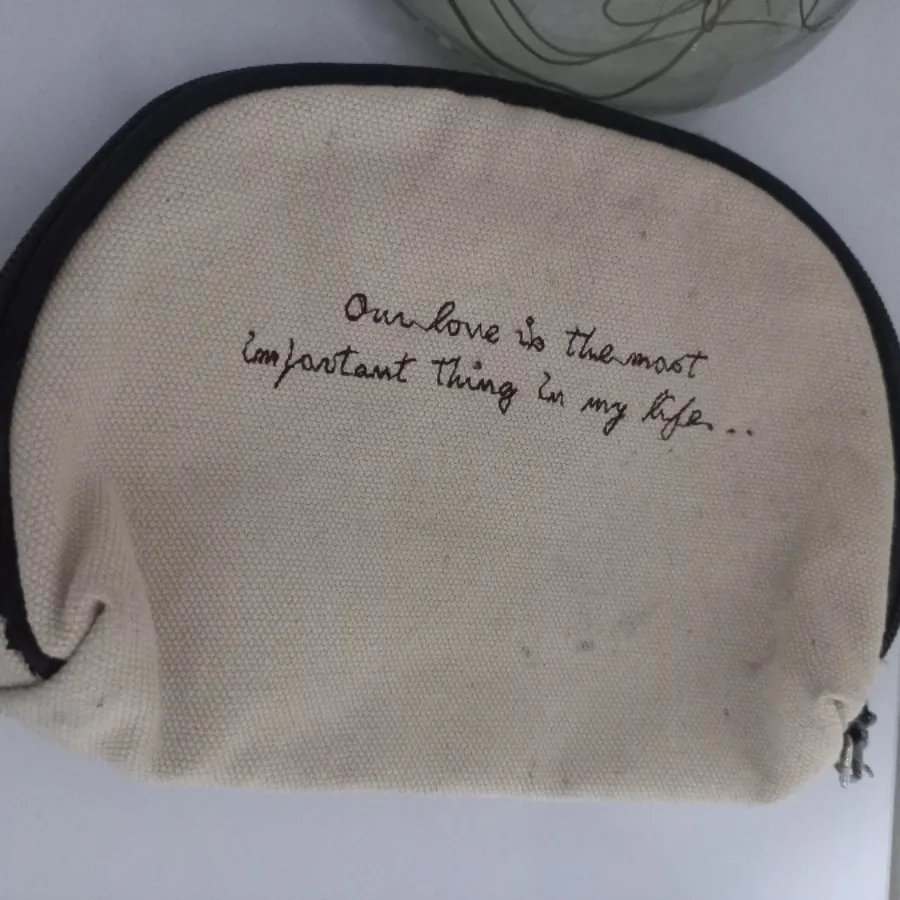 Our love is the most
important thing in my life..